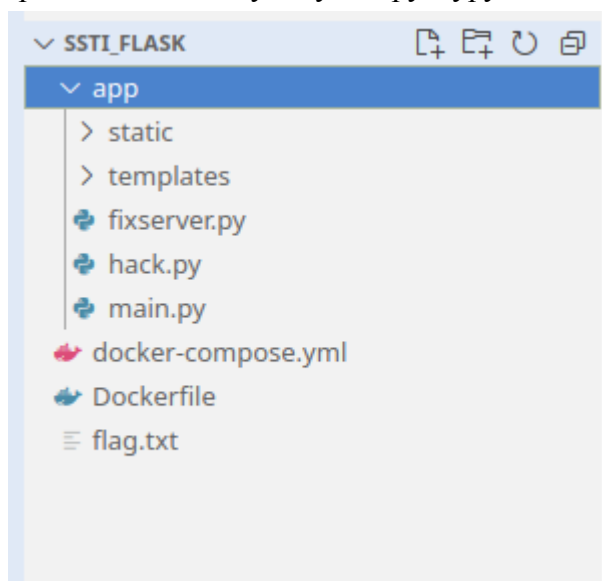 SSTI_FLASK
app
static
templates
fixserver.py
hack.py
main.py
docker-compose.yml
Dockerfile
flag.txt